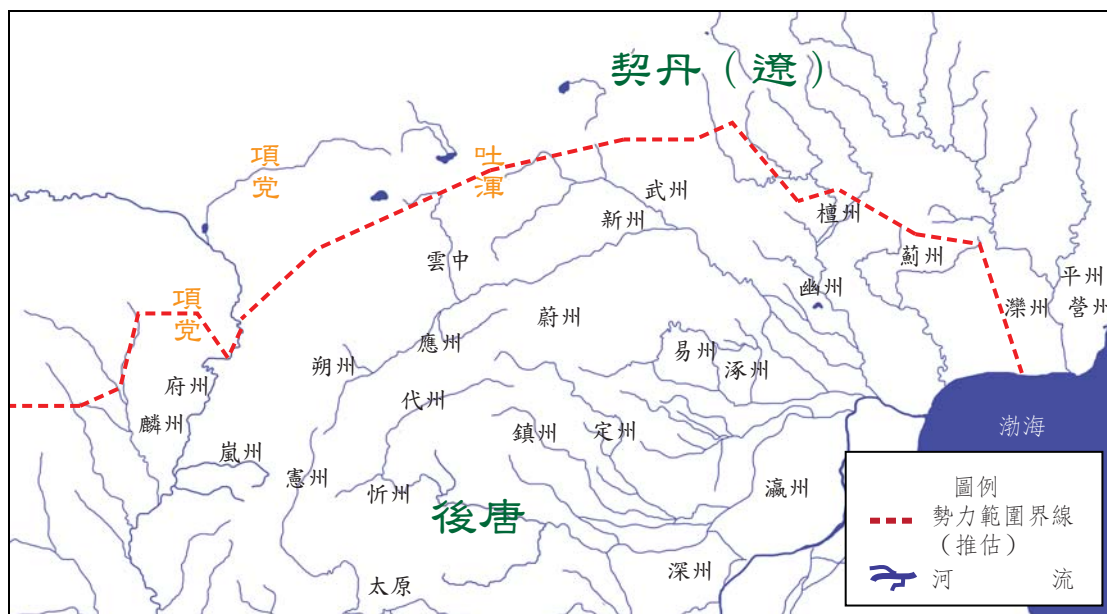 契丹（遼）
項党
吐渾
武州
新州
檀州
薊州
平州
營州
灤州
雲中
幽州
項党
蔚州
應州
易州
涿州
朔州
府州
代州
麟州
鎮州
定州
渤海
嵐州
憲州
忻州
後唐
瀛州
深州
太原
圖例
勢力範圍界線
（推估）
河 流